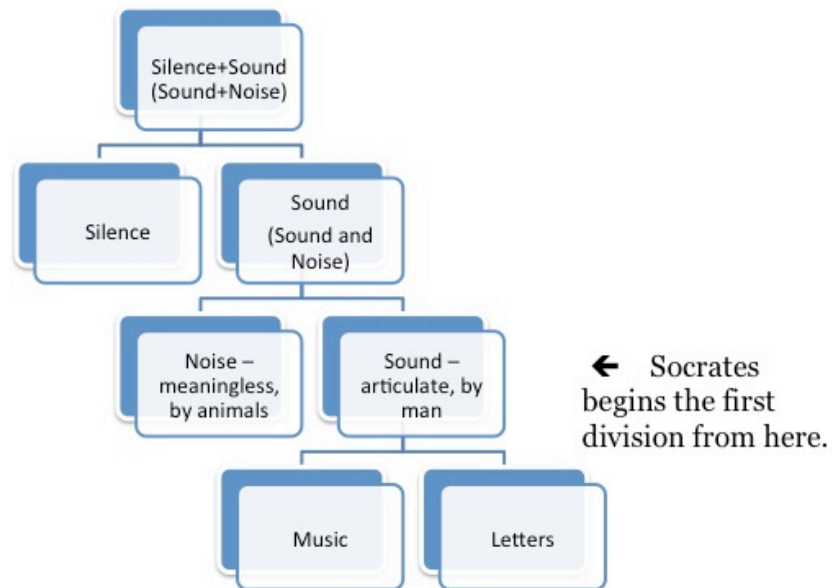 Silence+Sound
(Sound+Noise)
Silence
Sound
(Sound and
Noise)
Noise –
meaningless,
by animals
Sound –
articulate, by
man
← Socrates
begins the first
division from here.
Music
Letters